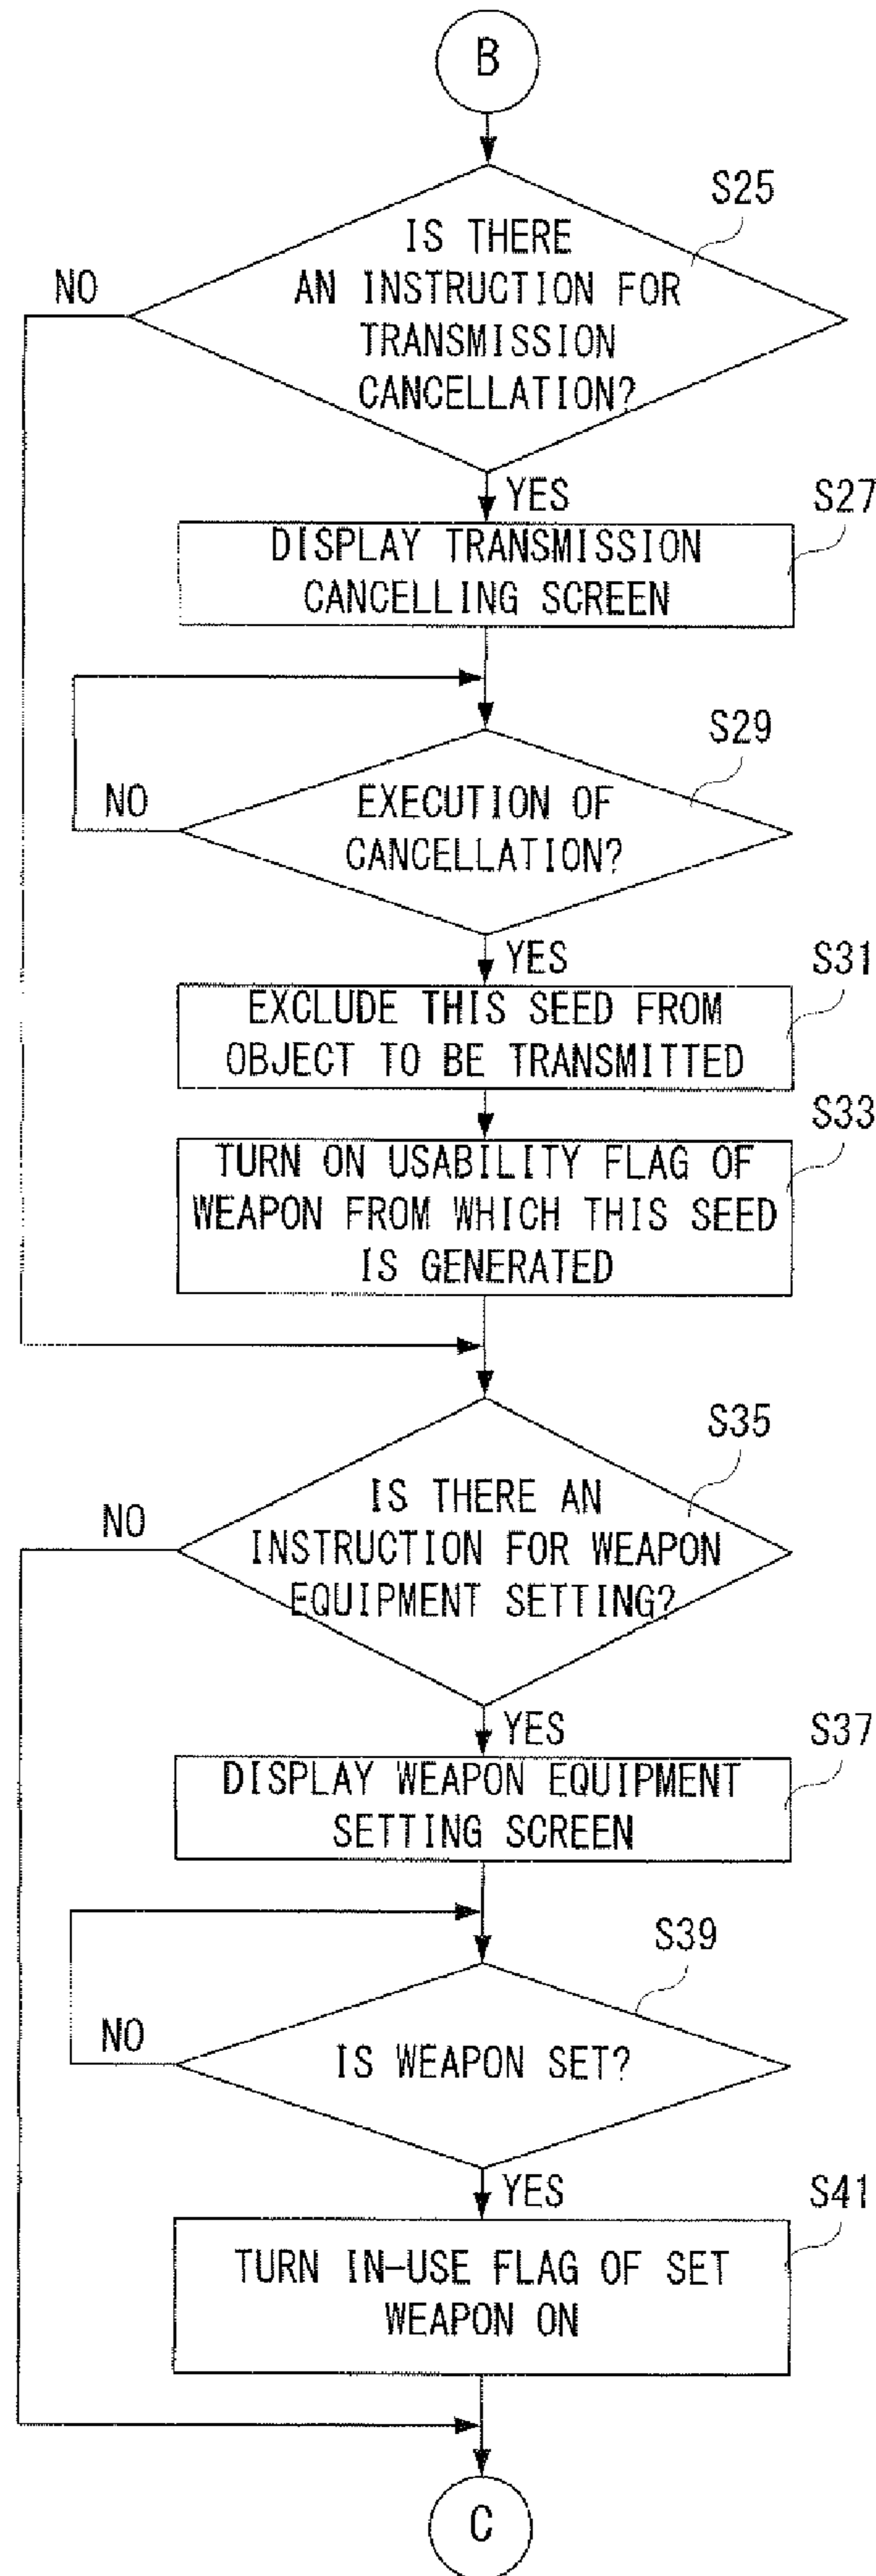 B
S25
IS THERE
AN INSTRUCTION FOR
TRANSMISSION
CANCELLATION?
NO
YES
S27
DISPLAY TRANSMISSION
CANCELLING SCREEN
S29
EXECUTION OF
CANCELLATION?
NO
YES
S31
EXCLUDE THIS SEED FROM
OBJECT TO BE TRANSMITTED
S33
TURN ON USABILITY FLAG OF
WEAPON FROM WHICH THIS SEED
IS GENERATED
S35
IS THERE AN
INSTRUCTION FOR WEAPON
EQUIPMENT SETTING?
NO
YES
S37
DISPLAY WEAPON EQUIPMENT
SETTING SCREEN
S39
IS WEAPON SET?
NO
YES
S41
TURN IN-USE FLAG OF SET
WEAPON ON
C